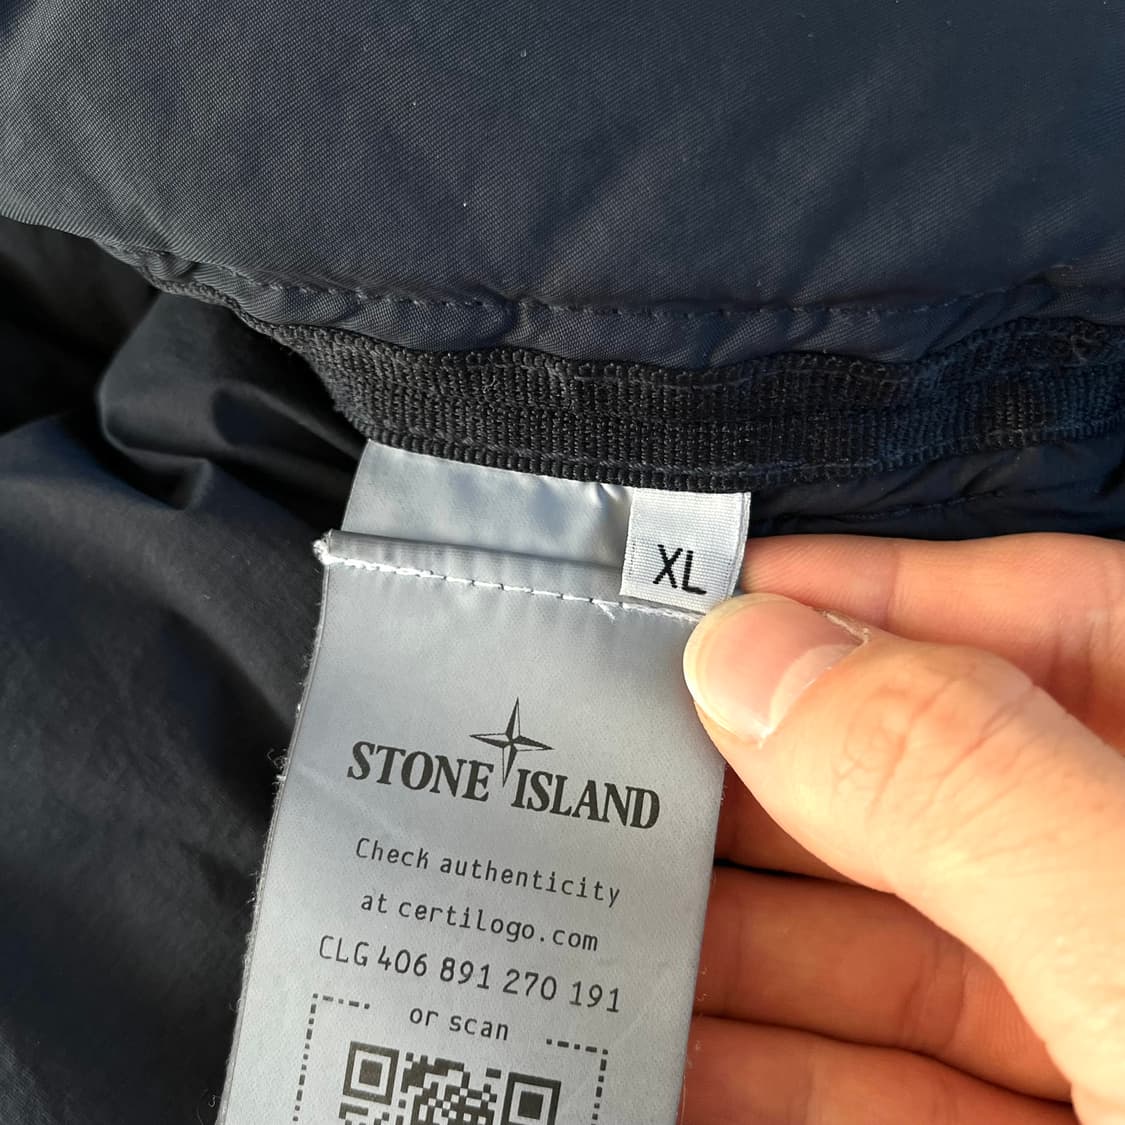 XL
STONE ISLAND
Check authenticity
at certilogo.com
CLG 406 891 270 191
or scan